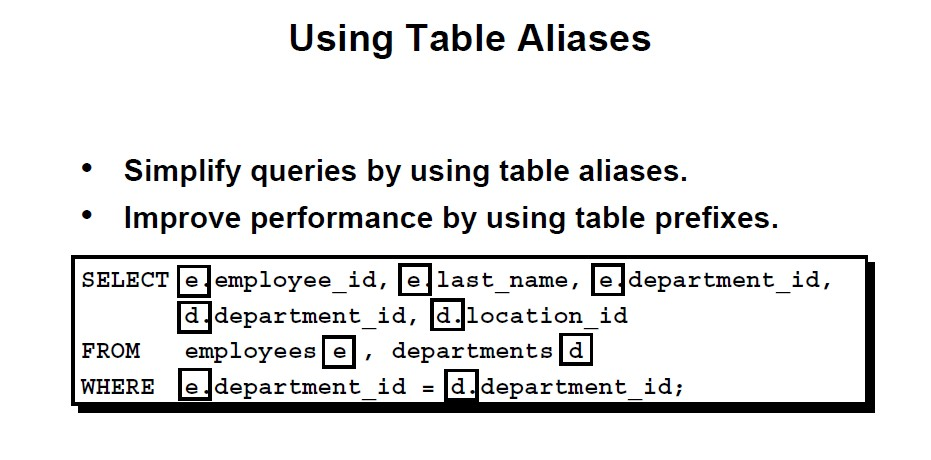 Using Table Aliases
• Simplify queries by using table aliases.
• Improve performance by using table prefixes.
SELECT e.employee_id, e.last_name, e.department_id,
d.department_id, d.location_id
FROM employees e , departments d
WHERE e.department_id = d.department_id;